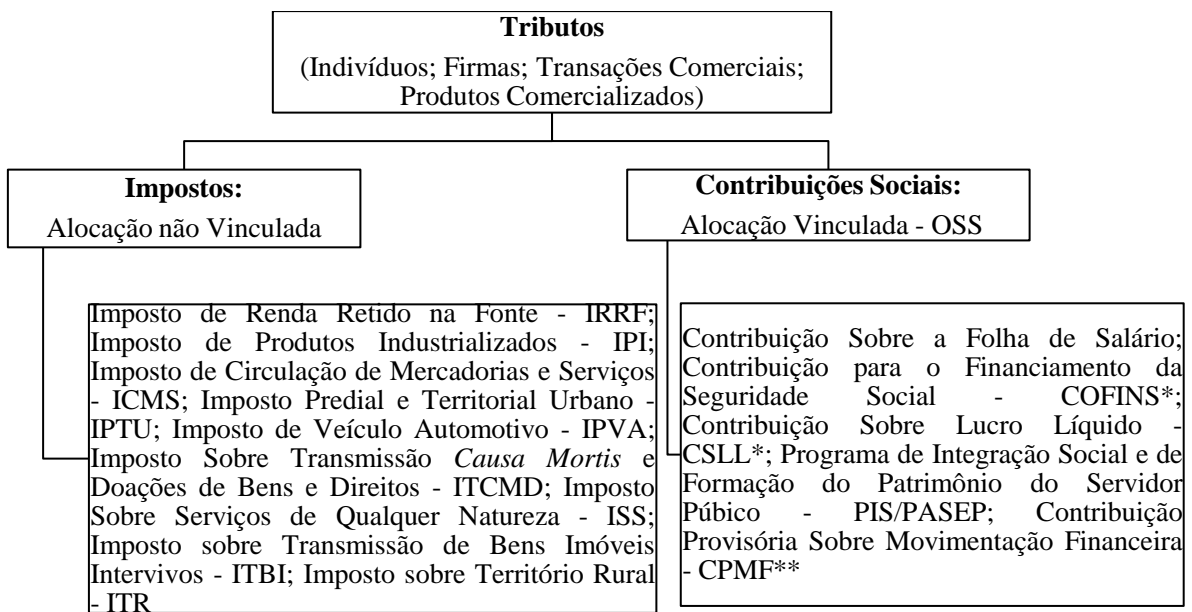 Tributos
(Indivíduos; Firmas; Transações Comerciais;
Produtos Comercializados)
Impostos:
Alocação não Vinculada
Contribuições Sociais:
Alocação Vinculada - OSS
Imposto de Renda Retido na Fonte - IRRF;
Imposto de Produtos Industrializados - IPI;
Imposto de Circulação de Mercadorias e Serviços
- ICMS; Imposto Predial e Territorial Urbano -
IPTU; Imposto de Veículo Automotivo - IPVA;
Imposto Sobre Transmissão Causa Mortis e
Doações de Bens e Direitos - ITCMD; Imposto
Sobre Serviços de Qualquer Natureza - ISS;
Imposto sobre Transmissão de Bens Imóveis
Intervivos - ITBI; Imposto sobre Território Rural
- ITR
Contribuição Sobre a Folha de Salário;
Contribuição para o Financiamento da
Seguridade Social - COFINS*;
Contribuição Sobre Lucro Líquido -
CSLL*; Programa de Integração Social e de
Formação do Patrimônio do Servidor
Púbico - PIS/PASEP; Contribuição
Provisória Sobre Movimentação Financeira
- CPMF**